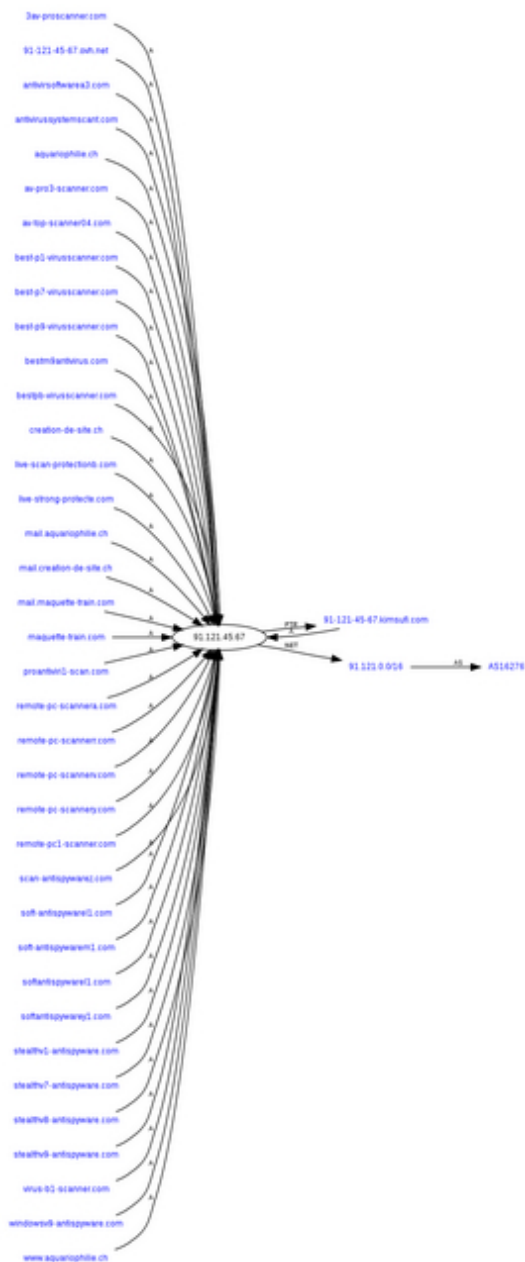 3av-proscanner.com
91-121-45-67.ovh.net
antivirsoftwarea3.com
antivirussystemscant.com
aquariophilie.ch
av-pro3-scanner.com
av-top-scanner04.com
best-p1-virusscanner.com
best-p7-virusscanner.com
best-p9-virusscanner.com
bestm9antivirus.com
bestpb-virusscanner.com
creation-de-site.ch
live-scan-protectionb.com
live-strong-protecte.com
mail.aquariophilie.ch
mail.creation-de-site.ch
mail.maquette-train.com
maquette-train.com
proantivin1-scan.com
remote-pc-scannera.com
remote-pc-scannerr.com
remote-pc-scannerv.com
remote-pc-scannery.com
remote-pc1-scanner.com
scan-antispywarez.com
soft-antispywarel1.com
soft-antispywarem1.com
softantispywarel1.com
softantispywarey1.com
stealthv1-antispyware.com
stealthv7-antispyware.com
stealthv8-antispyware.com
stealthv9-antispyware.com
virus-b1-scanner.com
windowsv9-antispyware.com
www.aquariophilie.ch
91.121.45.67
PTR
A
NET
91-121-45-67.kimsufi.com
91.121.0.0/16
AS
AS16276